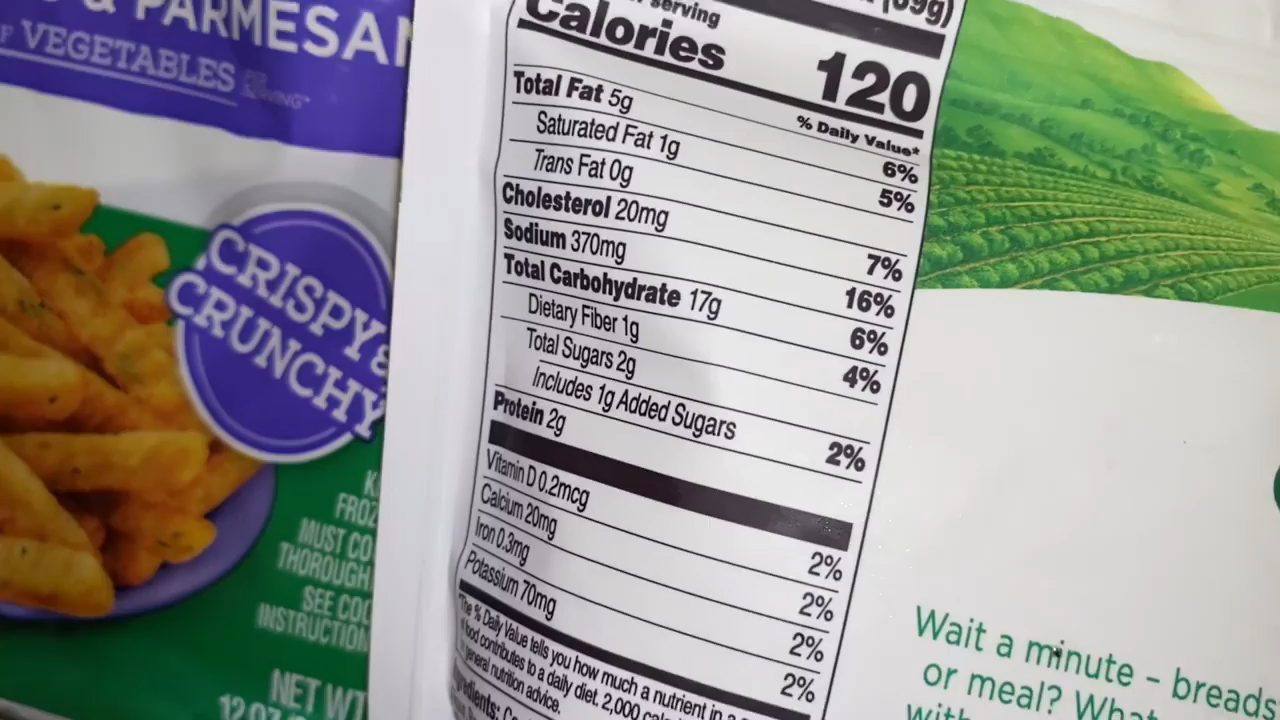 & PARMESAN
VEGETABLES
CRISPY &
CRUNCHY
FROZ
MUST CO
THOROUGH
SEE COO
INSTRUCTION
NET WT
serving
Calories 120
% Daily Value*
Total Fat 5g 6%
Saturated Fat 1g 5%
Trans Fat 0g
Cholesterol 20mg 7%
Sodium 370mg 16%
Total Carbohydrate 17g 6%
Dietary Fiber 1g 4%
Total Sugars 2g
Includes 1g Added Sugars 2%
Protein 2g
Vitamin D 0.2mcg 2%
Calcium 20mg 2%
Iron 0.3mg 2%
Potassium 70mg 2%
*The % Daily Value tells you how much a nutrient in a
food contributes to a daily diet. 2,000 calo
general nutrition advice.
Wait a minute - breads
or meal? What